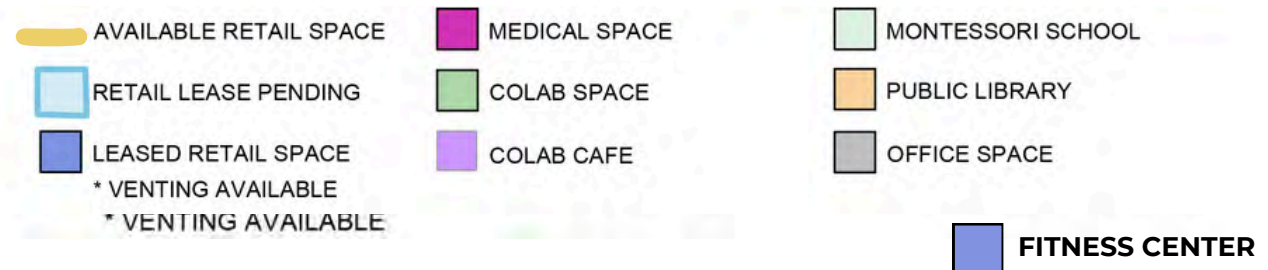 AVAILABLE RETAIL SPACE
RETAIL LEASE PENDING
LEASED RETAIL SPACE
* VENTING AVAILABLE
* VENTING AVAILABLE
MEDICAL SPACE
COLAB SPACE
COLAB CAFE
MONTESSORI SCHOOL
PUBLIC LIBRARY
OFFICE SPACE
FITNESS CENTER